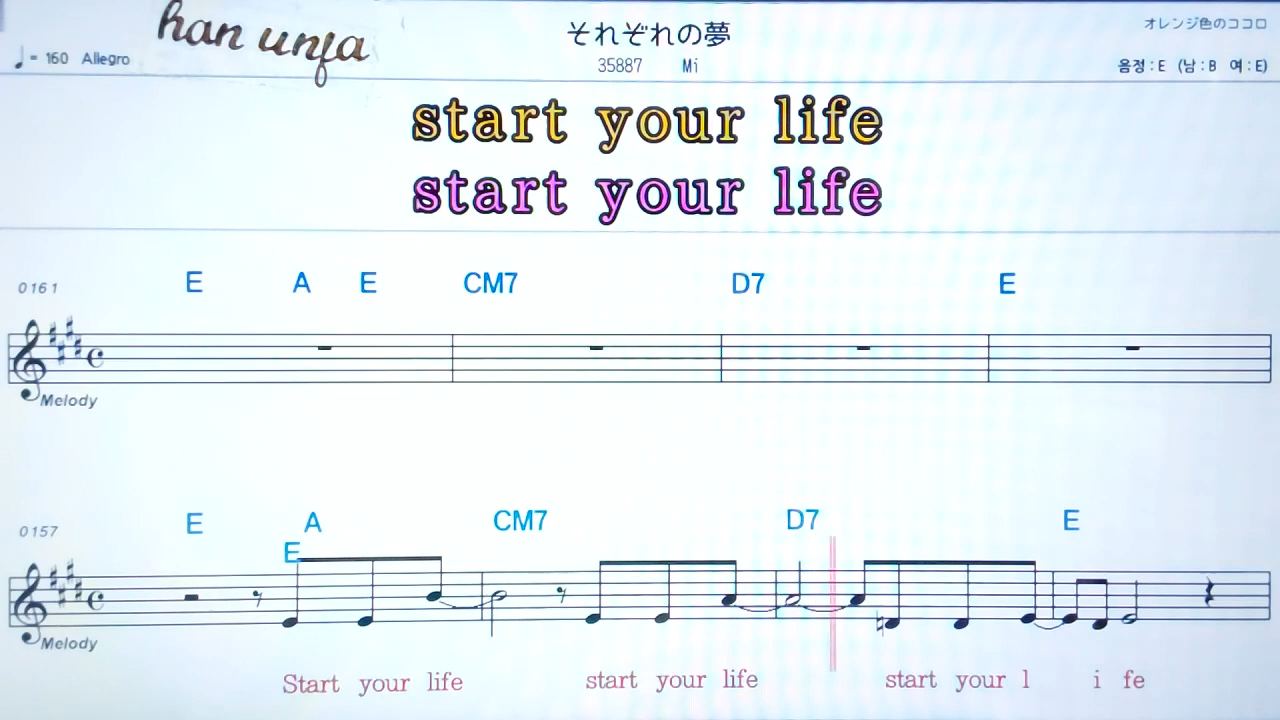 han unfa
それぞれの夢
オレンジ色のココロ
♩= 160 Allegro
35887 Mi
음정:E (남:B 여:E)
start your life
start your life
0161
E A E CM7 D7 E
Melody
0157
E A CM7 D7 E
E
Melody
Start your life start your life start your l i fe